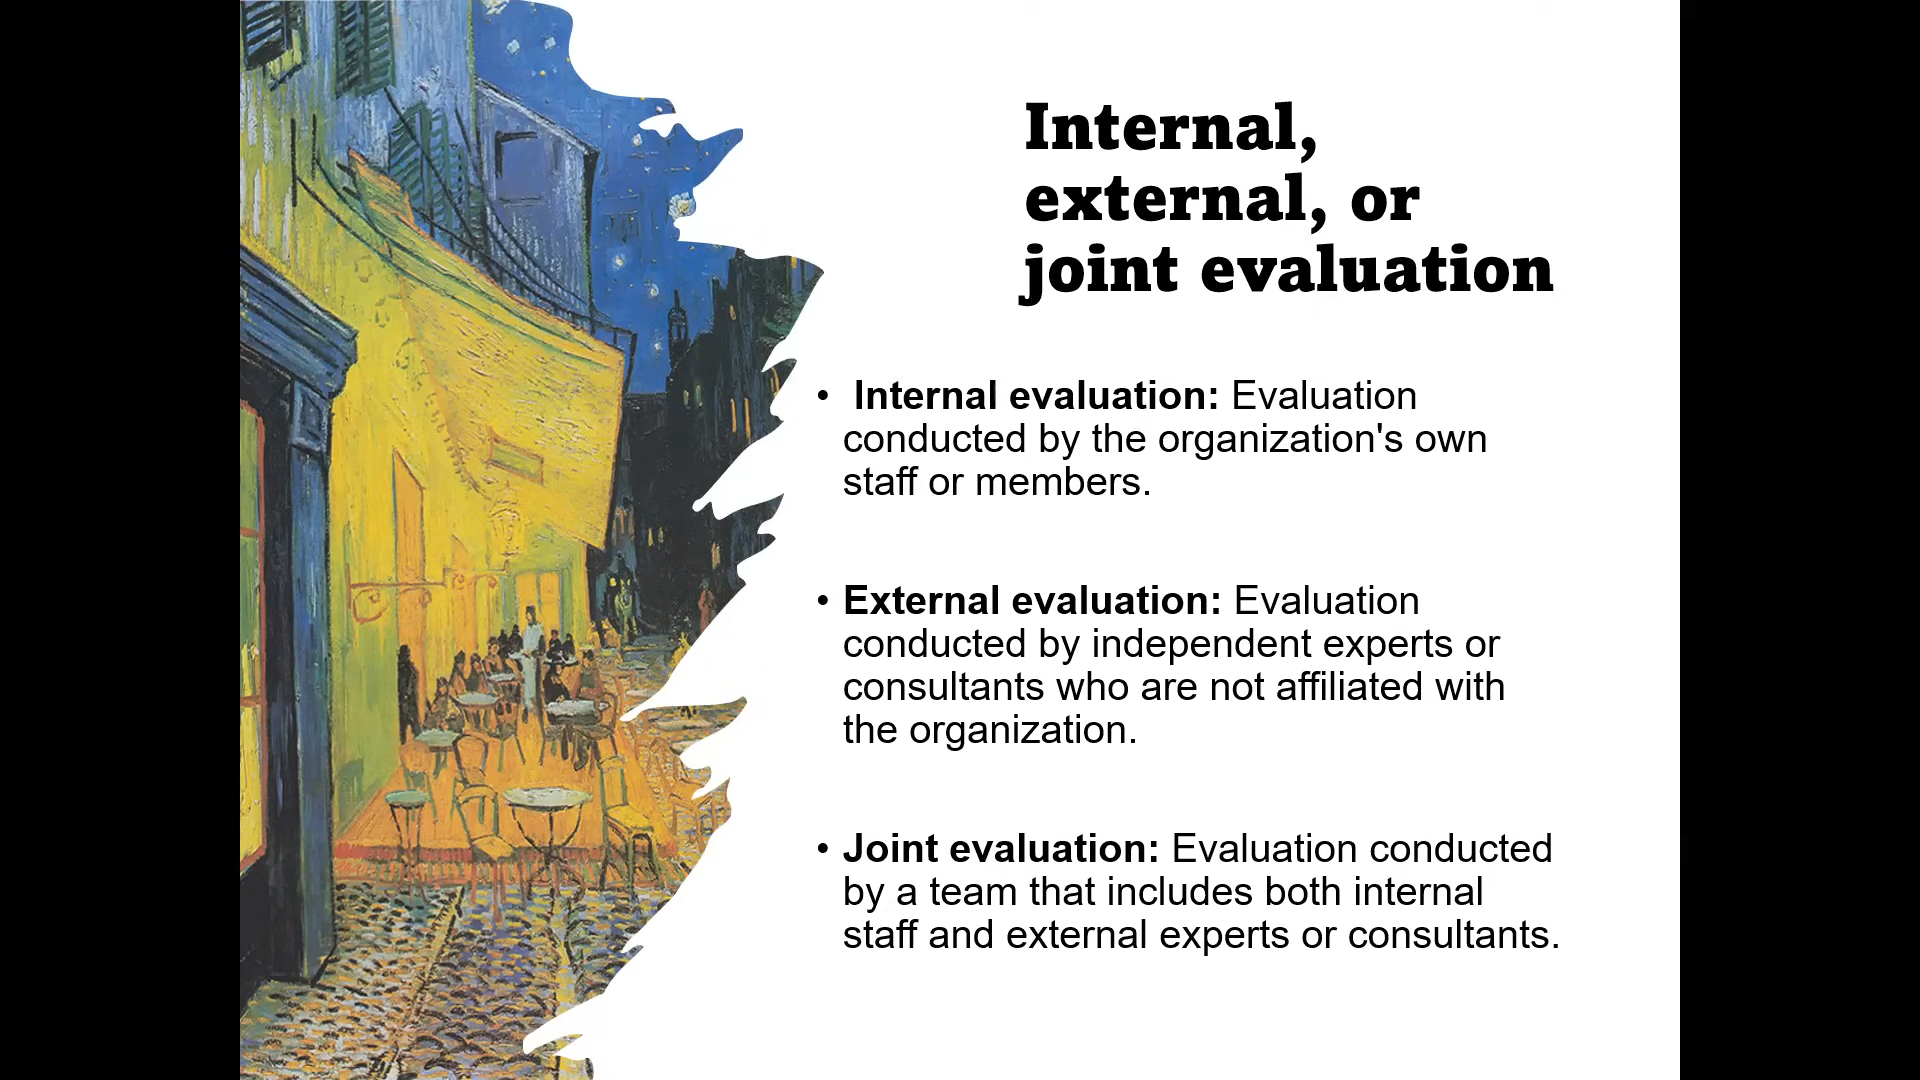 Internal,
external, or
joint evaluation
• Internal evaluation: Evaluation
conducted by the organization's own
staff or members.
• External evaluation: Evaluation
conducted by independent experts or
consultants who are not affiliated with
the organization.
• Joint evaluation: Evaluation conducted
by a team that includes both internal
staff and external experts or consultants.